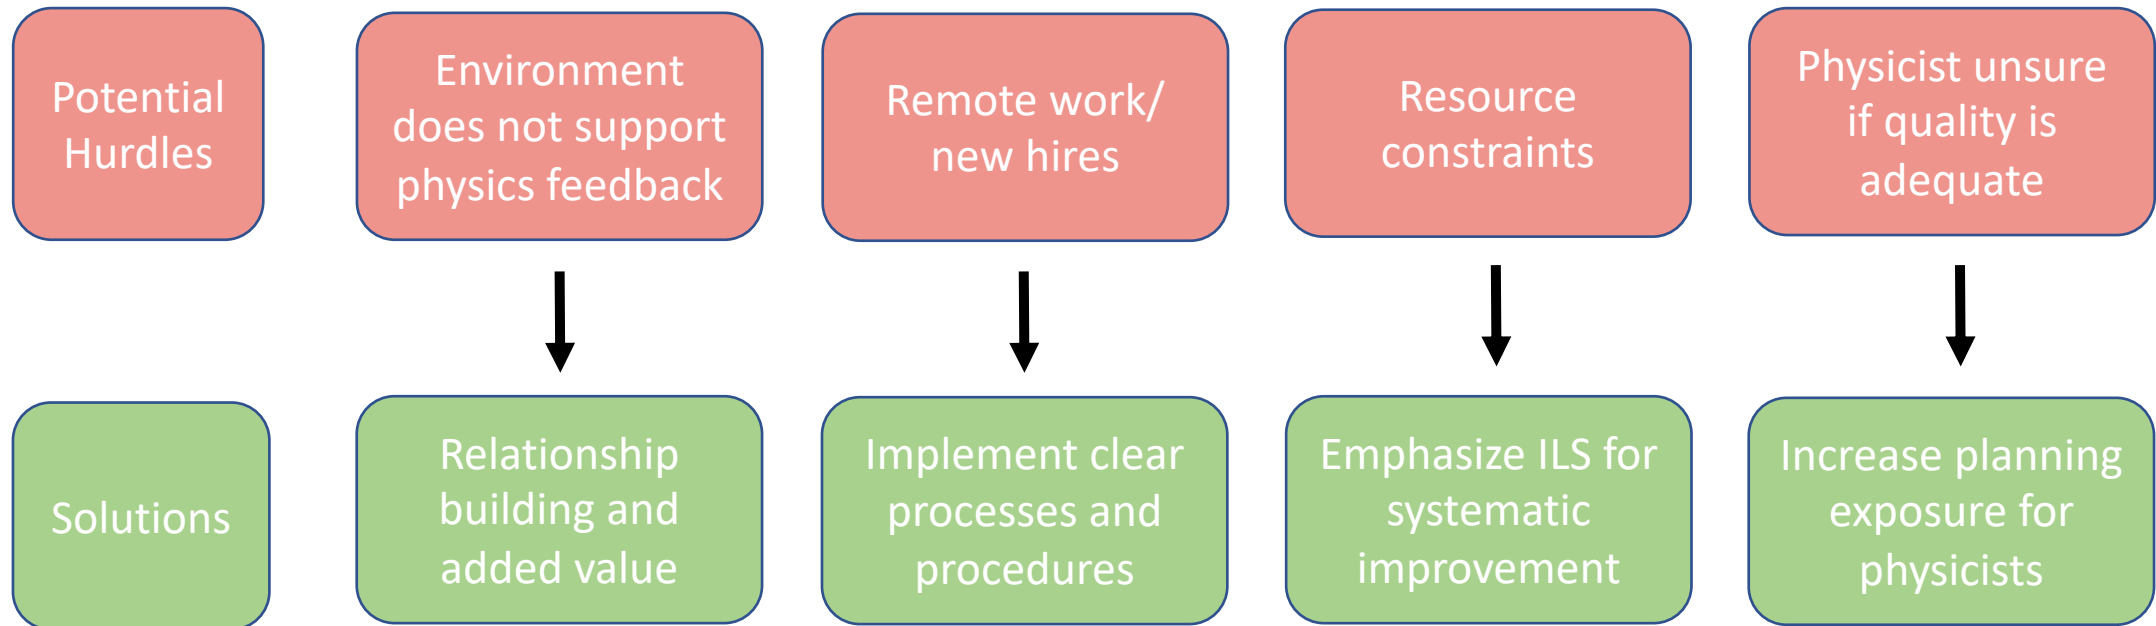 Potential
Hurdles
Environment
does not support
physics feedback
Remote work/
new hires
Resource
constraints
Physicist unsure
if quality is
adequate
Solutions
Relationship
building and
added value
Implement clear
processes and
procedures
Emphasize ILS for
systematic
improvement
Increase planning
exposure for
physicists